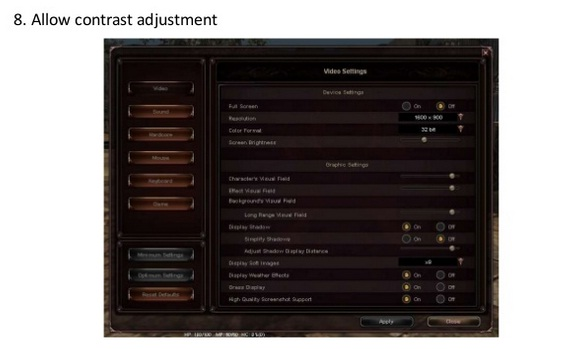 8. Allow contrast adjustment
Video Settings
Video
Device Settings
Sound
Full Screen On Off
Resolution 1600 x 900
Hardware
Color Format 32 bit
Screen Brightness
Mouse
Graphic Settings
Keyboard
Character's Visual Field
Effect Visual Field
Game
Background's Visual Field
Long Range Visual Field
Display Shadow On Off
Simplify Shadows On Off
Minimum Settings
Adjust Shadow Display Distance
Display Soft Images x8
Optimum Settings
Display Weather Effects On Off
Grass Display On Off
Reset Defaults
High Quality Screenshot Support On Off
Apply Close